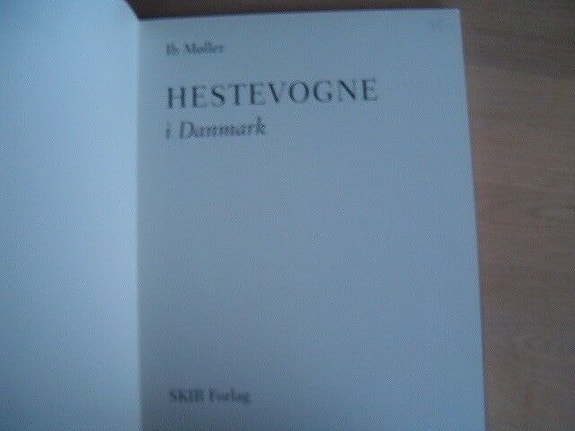 Ib Møller
HESTEVOGNE
i Danmark
SKIB Forlag